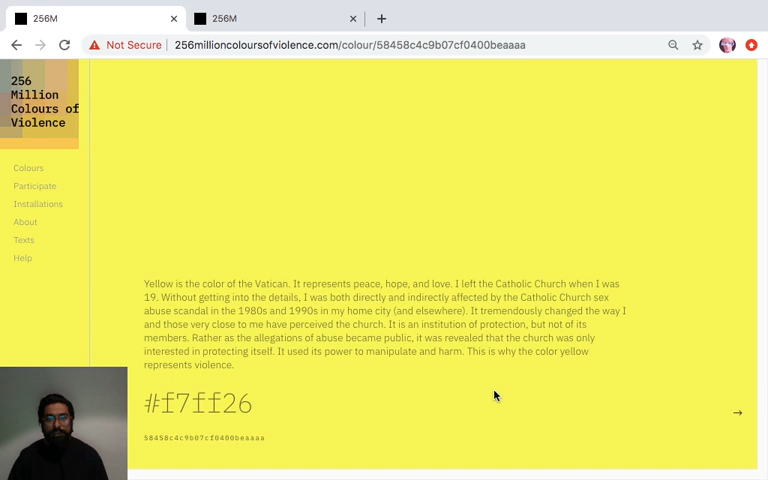 256M
256M
Not Secure
256millioncoloursofviolence.com/colour/58458c4c9b07cf0400beaaaa
256
Million
Colours of
Violence
Colours
Participate
Installations
About
Texts
Help
Yellow is the color of the Vatican. It represents peace, hope, and love. I left the Catholic Church when I was
19. Without getting into the details, I was both directly and indirectly affected by the Catholic Church sex
abuse scandal in the 1980s and 1990s in my home city (and elsewhere). It tremendously changed the way I
and those very close to me have perceived the church. It is an institution of protection, but not of its
members. Rather as the allegations of abuse became public, it was revealed that the church was only
interested in protecting itself. It used its power to manipulate and harm. This is why the color yellow
represents violence.
#f7ff26
58458c4c9b07cf0400beaaaa